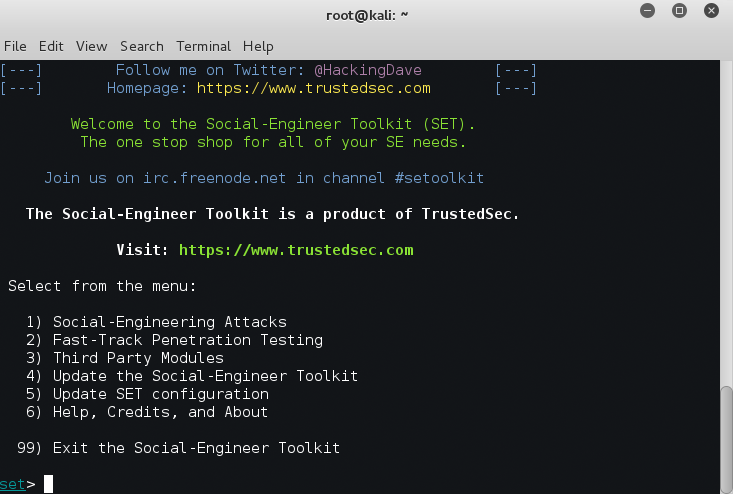 root@kali: ~
File Edit View Search Terminal Help
[---] Follow me on Twitter: @HackingDave [---]
[---] Homepage: https://www.trustedsec.com [---]
Welcome to the Social-Engineer Toolkit (SET).
The one stop shop for all of your SE needs.
Join us on irc.freenode.net in channel #setoolkit
The Social-Engineer Toolkit is a product of TrustedSec.
Visit: https://www.trustedsec.com
Select from the menu:
1) Social-Engineering Attacks
2) Fast-Track Penetration Testing
3) Third Party Modules
4) Update the Social-Engineer Toolkit
5) Update SET configuration
6) Help, Credits, and About
99) Exit the Social-Engineer Toolkit
set>